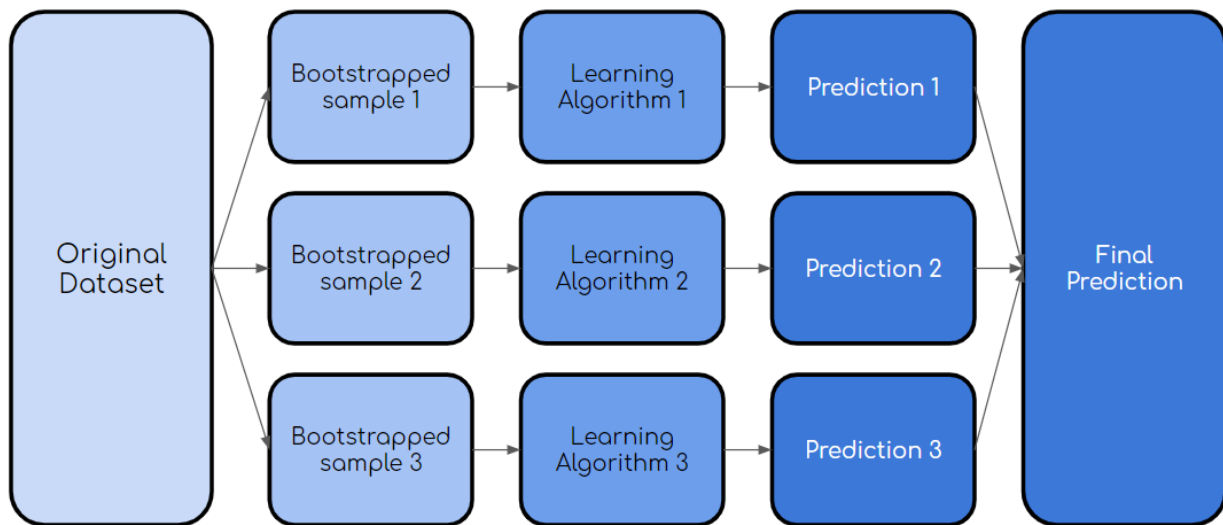 Original
Dataset
Bootstrapped
sample 1
Learning
Algorithm 1
Prediction 1
Bootstrapped
sample 2
Learning
Algorithm 2
Prediction 2
Bootstrapped
sample 3
Learning
Algorithm 3
Prediction 3
Final
Prediction